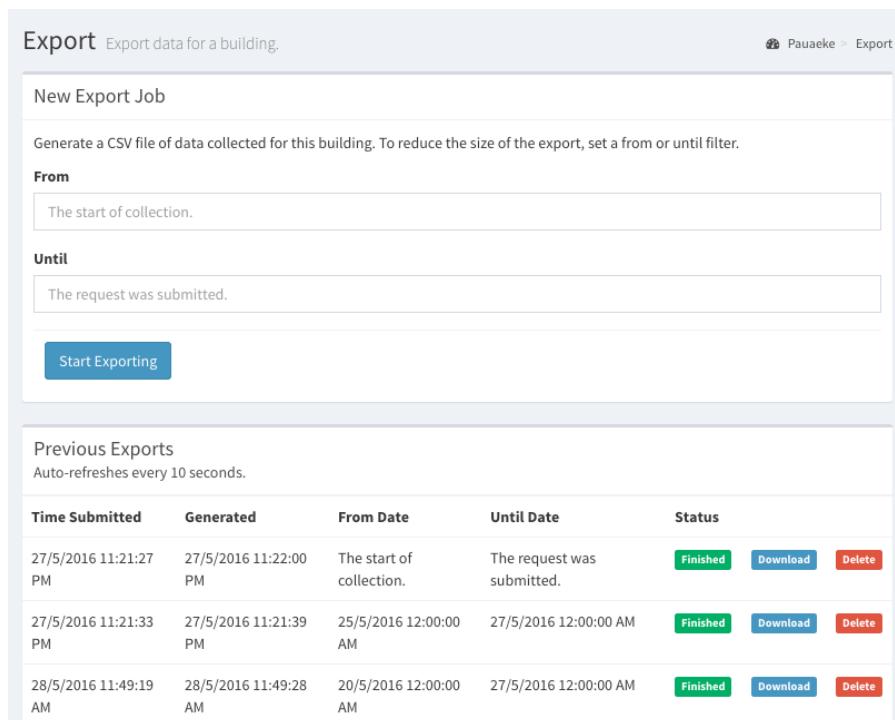 Export Export data for a building.
Pauaeke > Export
New Export Job
Generate a CSV file of data collected for this building. To reduce the size of the export, set a from or until filter.
From
The start of collection.
Until
The request was submitted.
Start Exporting
Previous Exports
Auto-refreshes every 10 seconds.
Time Submitted Generated From Date Until Date Status
27/5/2016 11:21:27 27/5/2016 11:22:00 The start of The request was Finished Download Delete
PM PM collection. submitted.
27/5/2016 11:21:33 27/5/2016 11:21:39 25/5/2016 12:00:00 27/5/2016 12:00:00 AM Finished Download Delete
PM PM AM
28/5/2016 11:49:19 28/5/2016 11:49:28 20/5/2016 12:00:00 27/5/2016 12:00:00 AM Finished Download Delete
AM AM AM